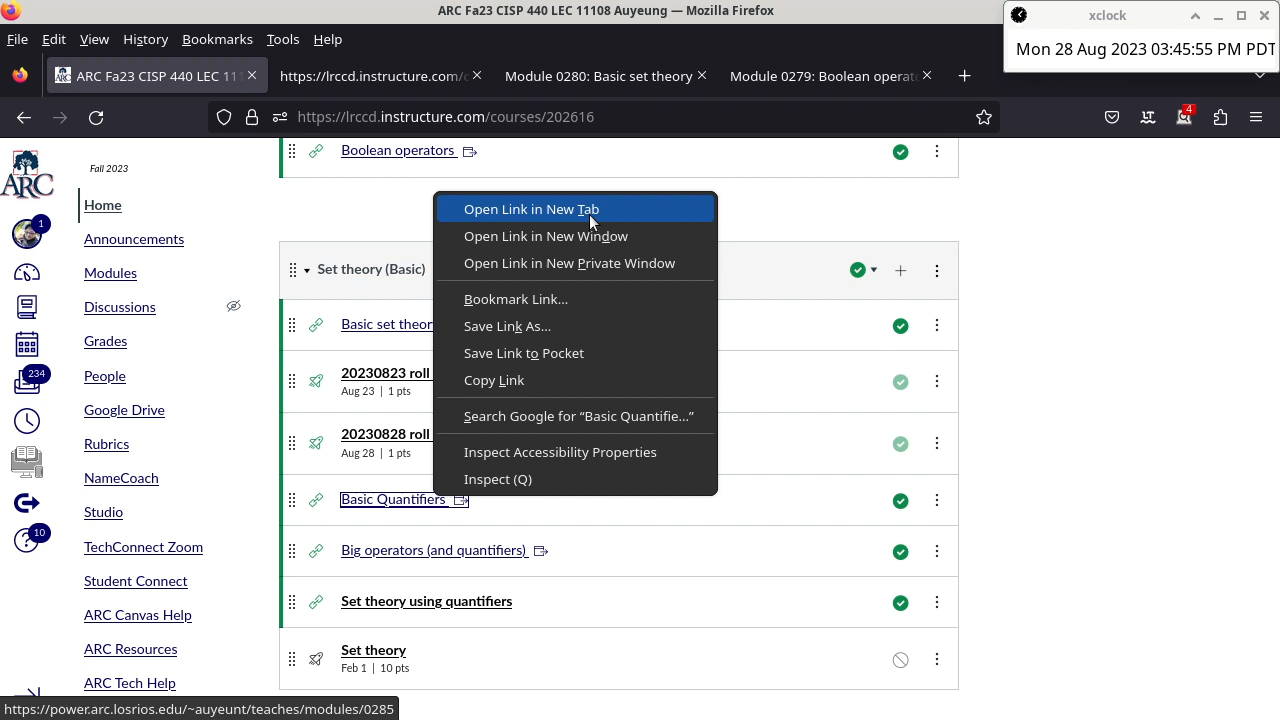 ARC Fa23 CISP 440 LEC 11108 Auyeung — Mozilla Firefox
xclock
Mon 28 Aug 2023 03:45:55 PM PDT
File Edit View History Bookmarks Tools Help
ARC Fa23 CISP 440 LEC 111
https://lrccd.instructure.com/c
Module 0280: Basic set theory
Module 0279: Boolean operat
https://lrccd.instructure.com/courses/202616
4
ARC
Fall 2023
1
234
10
Home
Announcements
Modules
Discussions
Grades
People
Google Drive
Rubrics
NameCoach
Studio
TechConnect Zoom
Student Connect
ARC Canvas Help
ARC Resources
ARC Tech Help
Boolean operators
Set theory (Basic)
Basic set theor
20230823 roll
Aug 23 | 1 pts
20230828 roll
Aug 28 | 1 pts
Basic Quantifiers
Big operators (and quantifiers)
Set theory using quantifiers
Set theory
Feb 1 | 10 pts
Open Link in New Tab
Open Link in New Window
Open Link in New Private Window
Bookmark Link...
Save Link As...
Save Link to Pocket
Copy Link
Search Google for “Basic Quantifie...”
Inspect Accessibility Properties
Inspect (Q)
https://power.arc.losrios.edu/~auyeunt/teaches/modules/0285